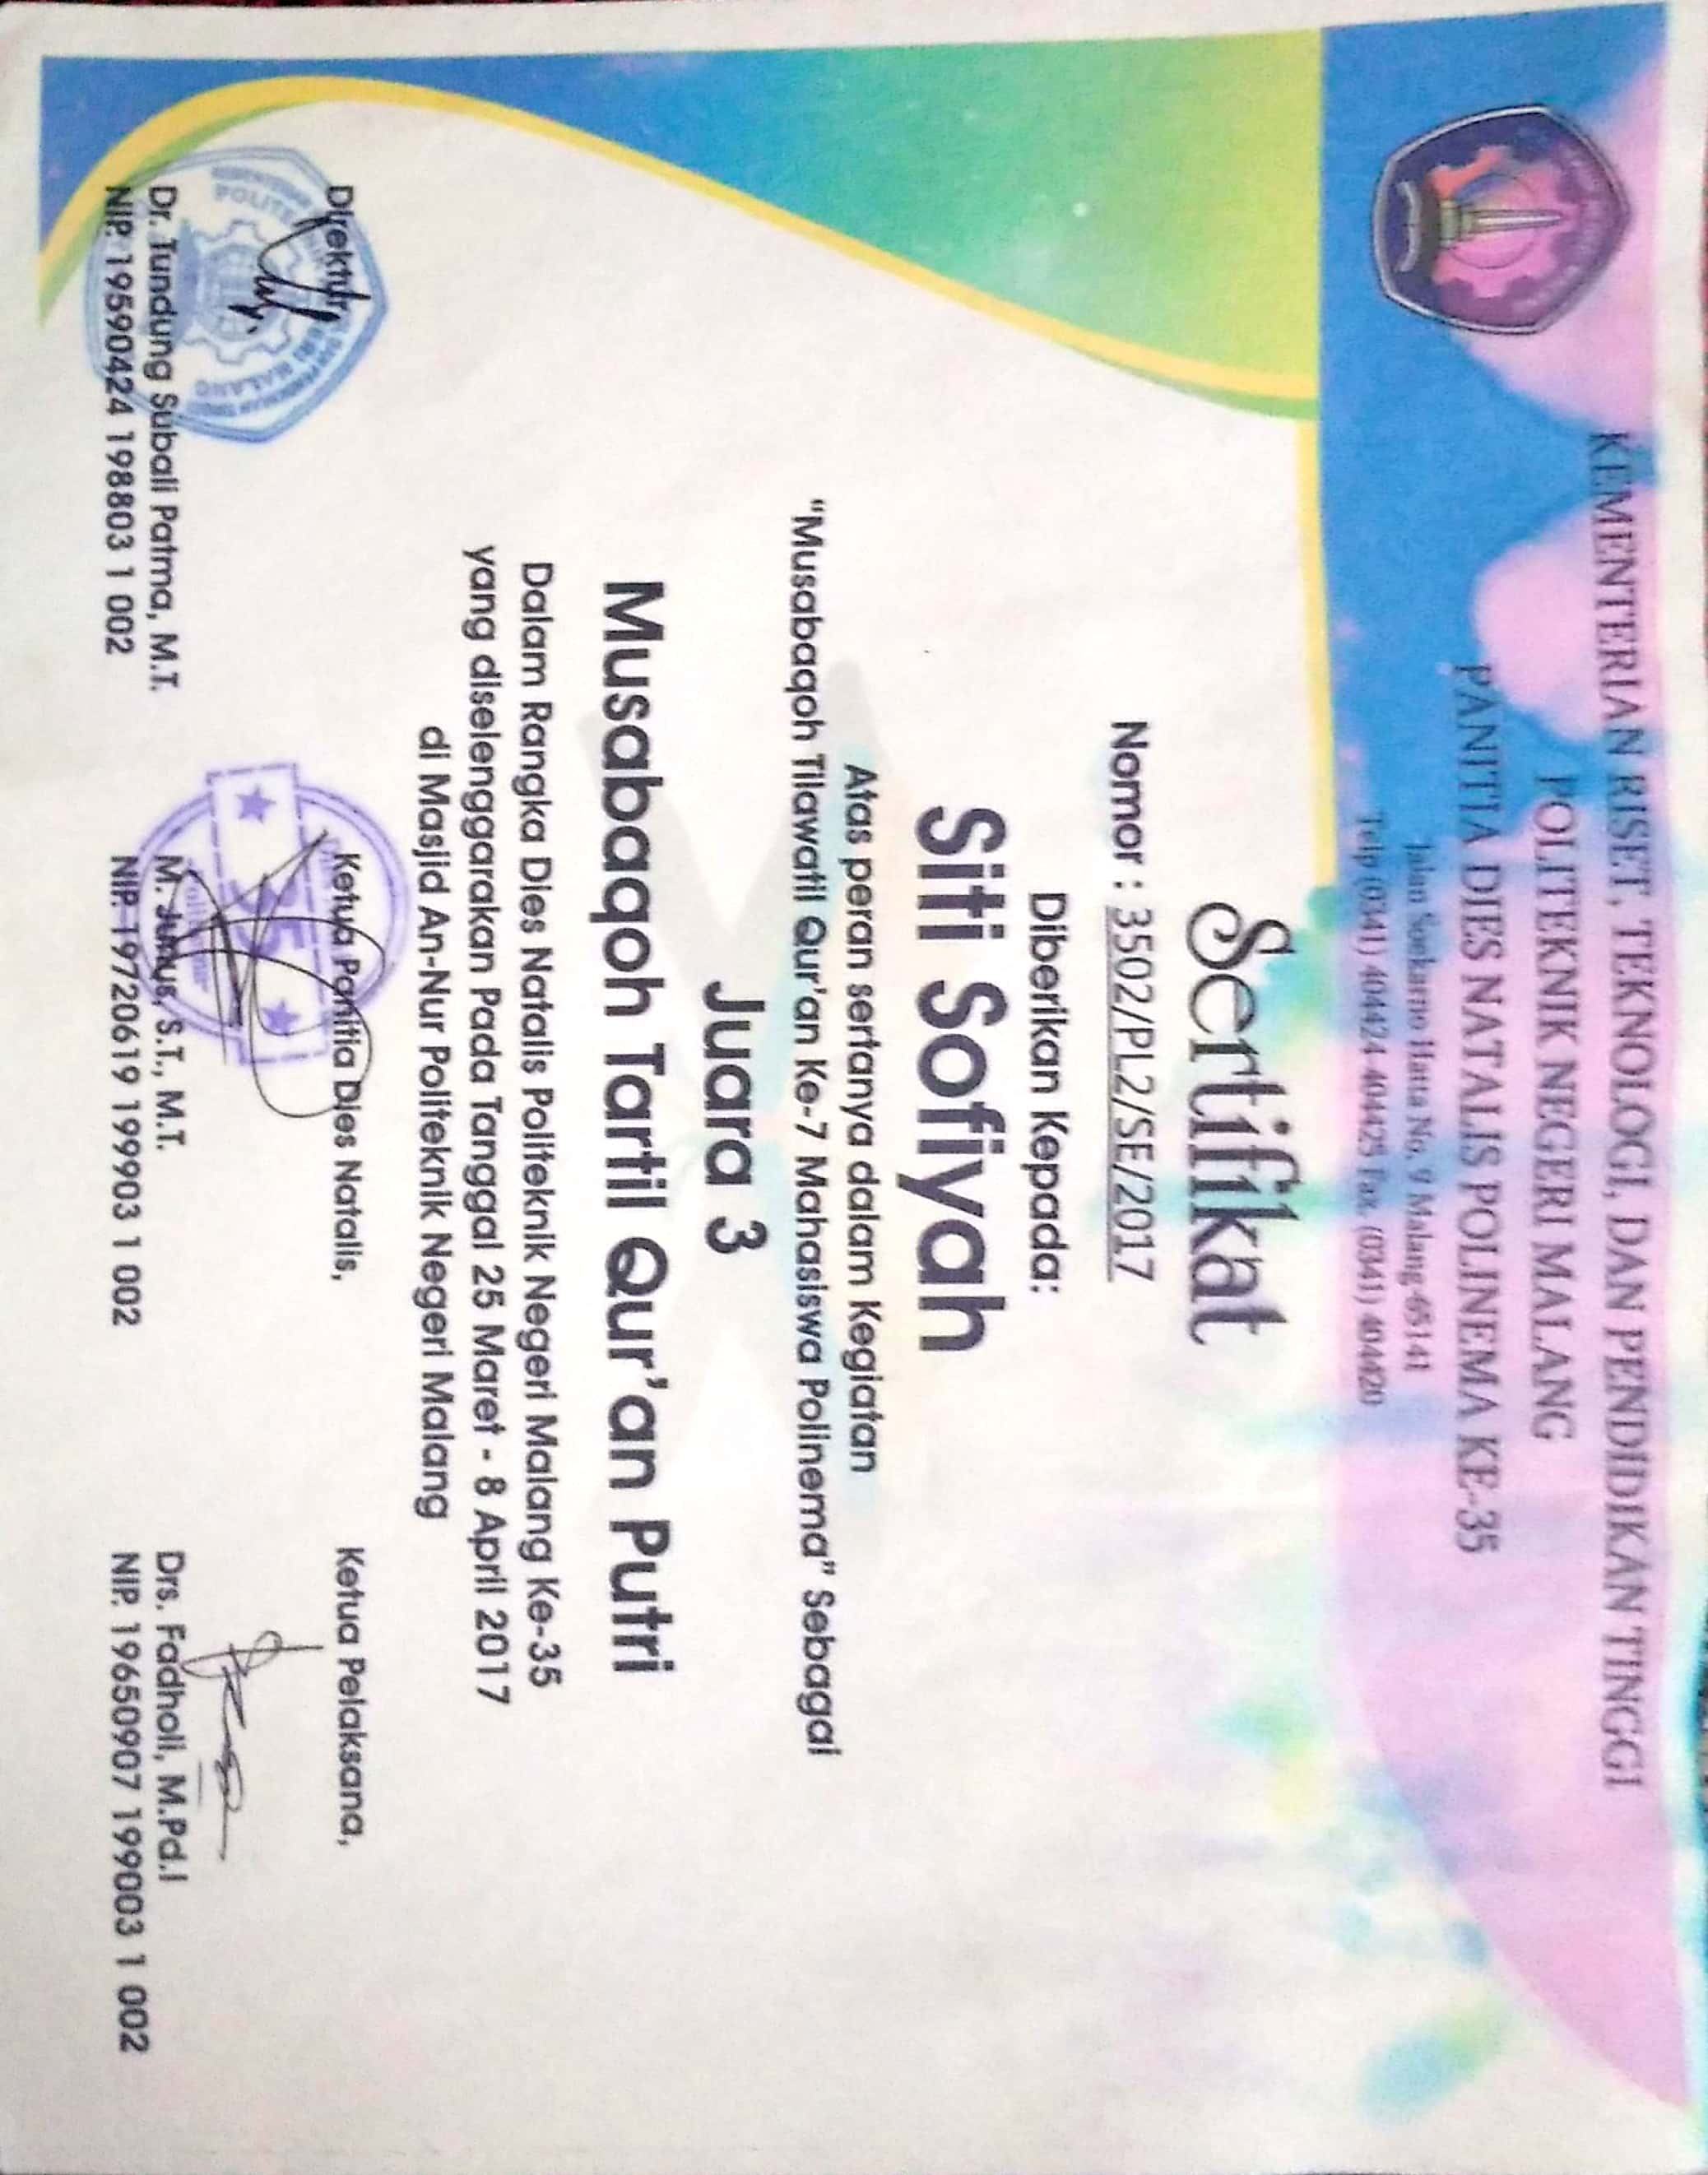 KEMENTERIAN RISET, TEKNOLOGI, DAN PENDIDIKAN TINGGI
POLITEKNIK NEGERI MALANG
PANITIA DIES NATALIS POLINEMA KE-35
Jalan Soekarno Hatta No. 9 Malang-65141
Telp (0341) 404424-404425 Fax. (0341) 404420
Sertifikat
Nomor : 3502/PL2/SE/2017
Diberikan Kepada:
Siti Sofiyah
Atas peran sertanya dalam Kegiatan
"Musabaqoh Tilawatil Qur'an Ke-7 Mahasiswa Polinema" Sebagai
Juara 3
Musabaqoh Tartil Qur'an Putri
Dalam Rangka Dies Natalis Politeknik Negeri Malang Ke-35
yang diselenggarakan Pada Tanggal 25 Maret - 8 April 2017
di Masjid An-Nur Politeknik Negeri Malang
Direktur,
Dr. Tundung Subali Patma, M.T.
NIP. 19590424 198803 1 002
Ketua Panitia Dies Natalis,
35
M. Junus, S.T., M.T.
NIP. 19720619 199903 1 002
Ketua Pelaksana,
Drs. Fadholi, M.Pd.I
NIP. 19650907 199003 1 002